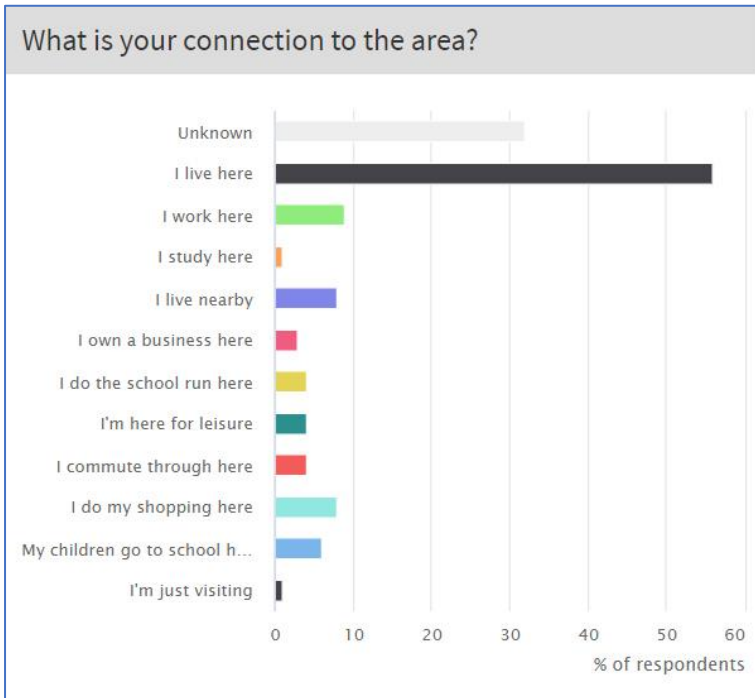 What is your connection to the area?
Unknown
I live here
I work here
I study here
I live nearby
I own a business here
I do the school run here
I'm here for leisure
I commute through here
I do my shopping here
My children go to school h...
I'm just visiting
0 10 20 30 40 50 60
% of respondents